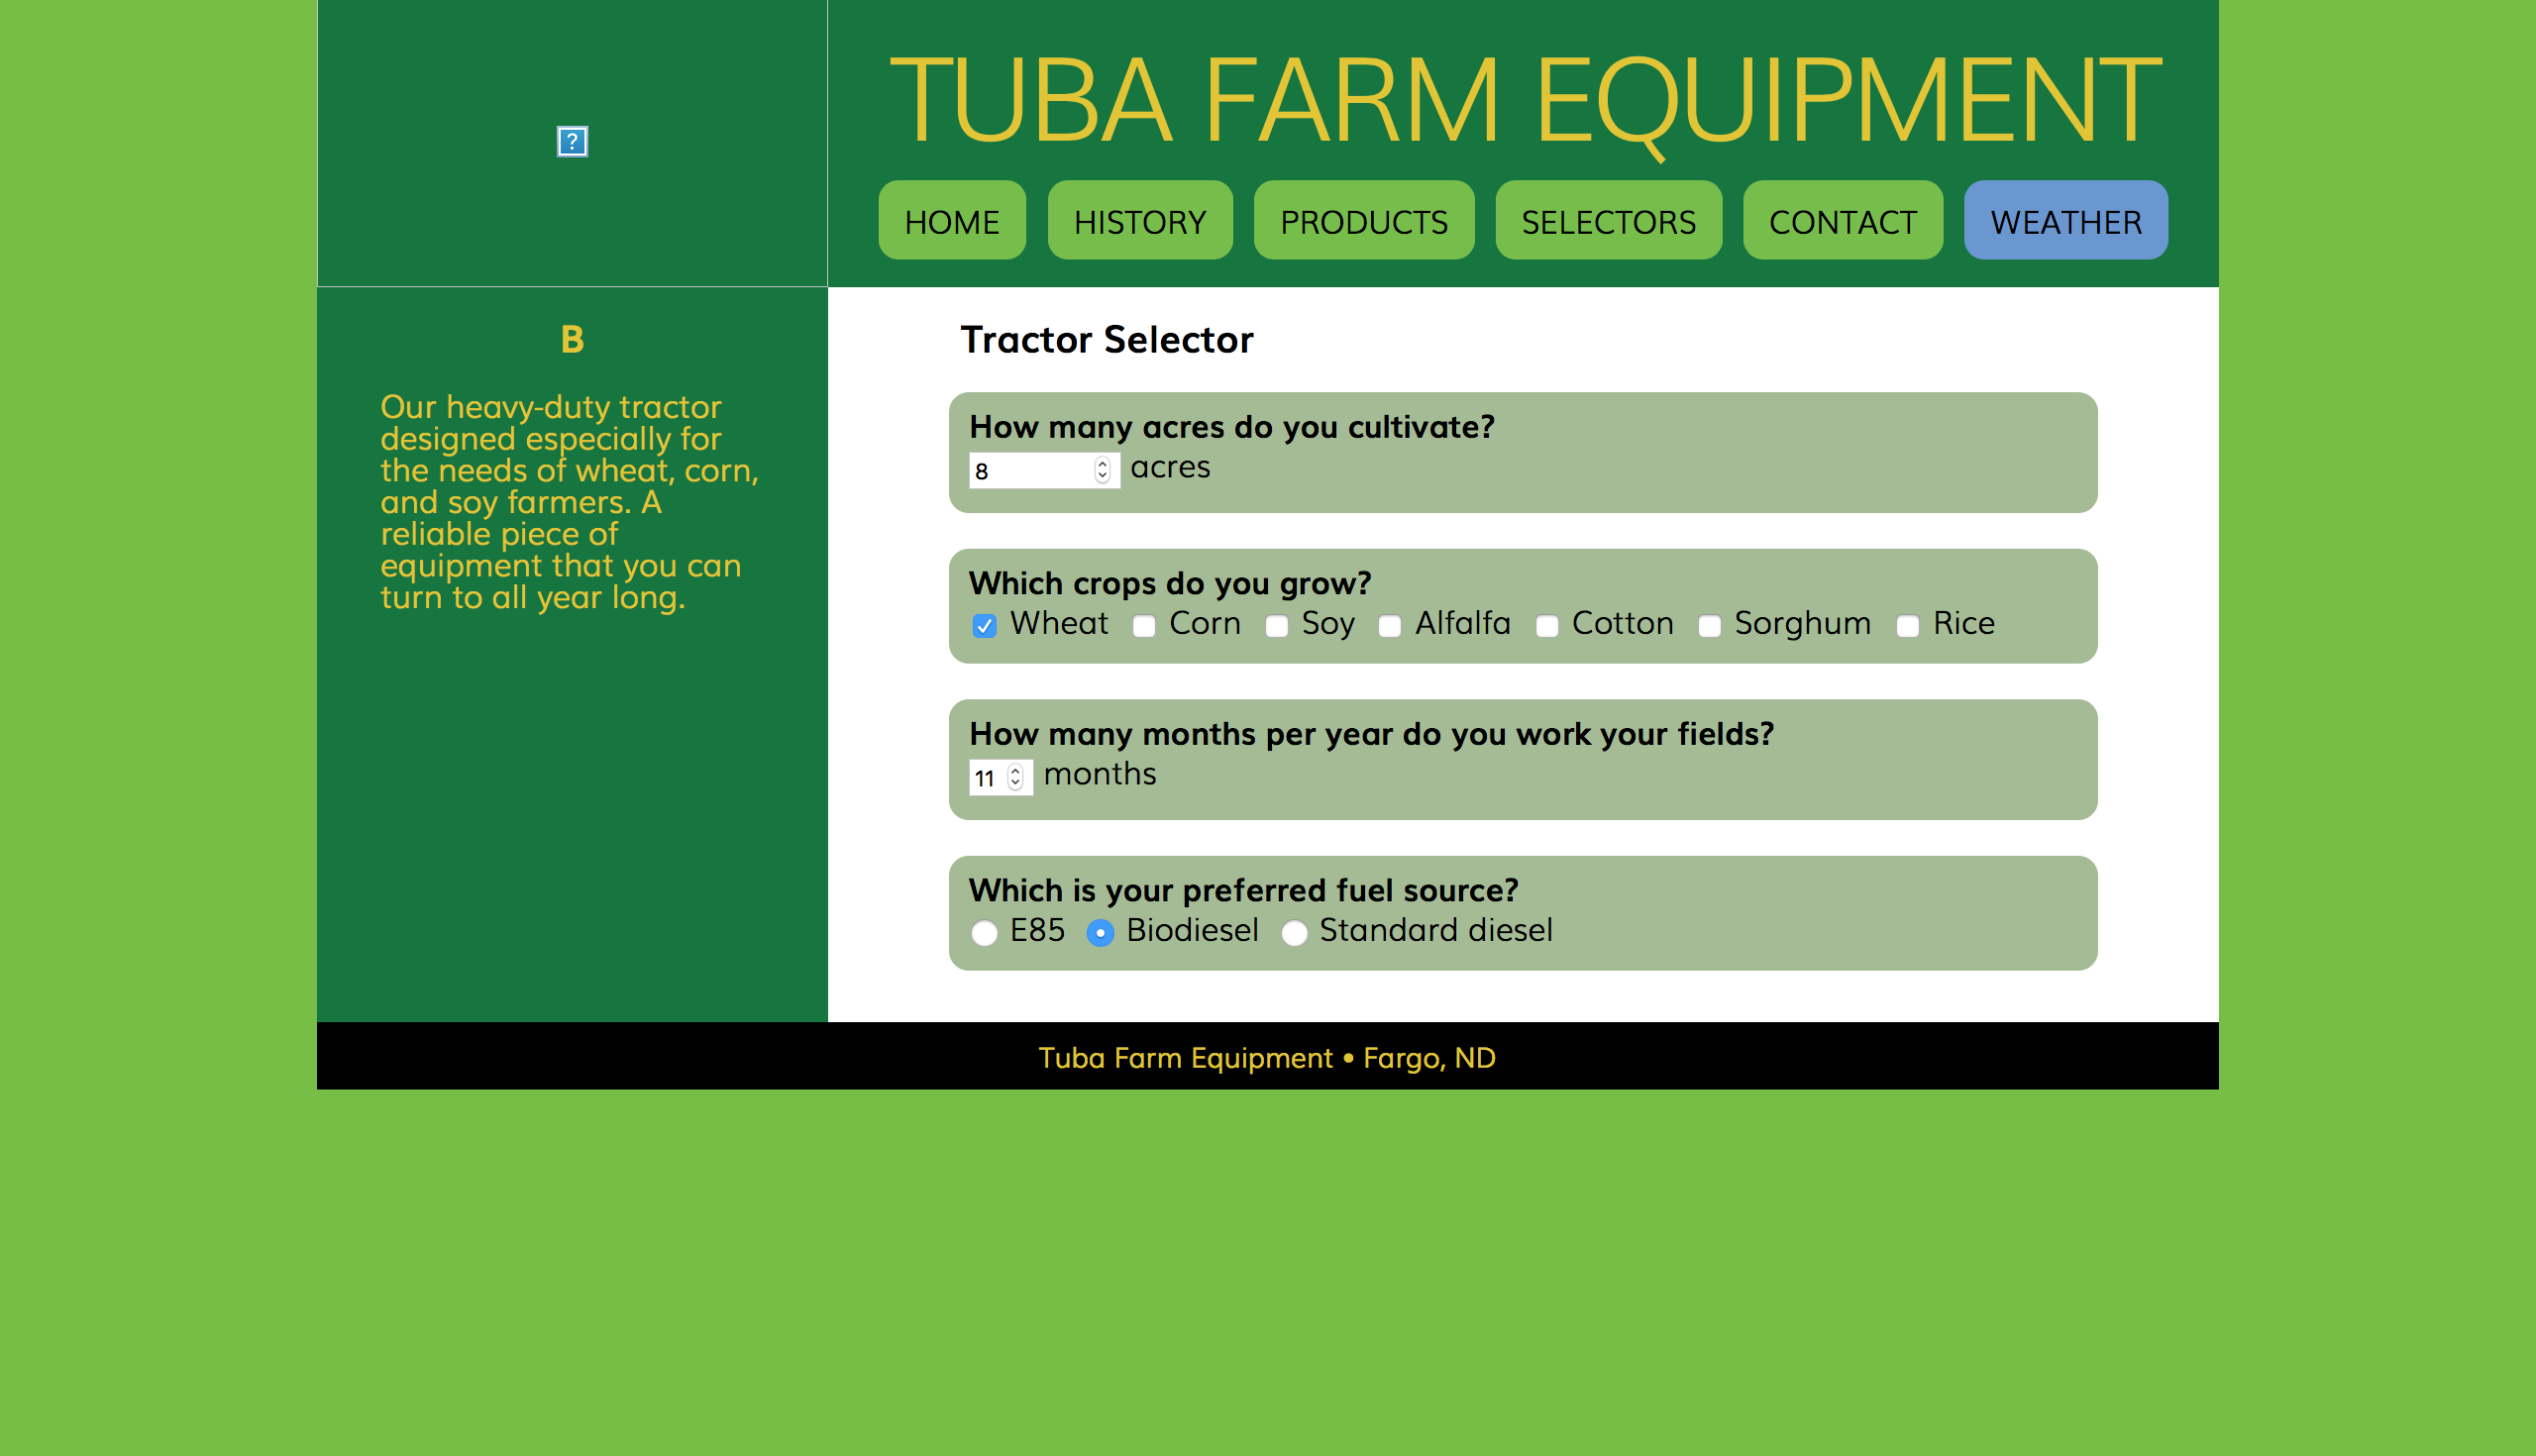 ?
TUBA FARM EQUIPMENT
HOME HISTORY PRODUCTS SELECTORS CONTACT WEATHER
B
Our heavy-duty tractor
designed especially for
the needs of wheat, corn,
and soy farmers. A
reliable piece of
equipment that you can
turn to all year long.
Tractor Selector
How many acres do you cultivate?
8 acres
Which crops do you grow?
Wheat Corn Soy Alfalfa Cotton Sorghum Rice
How many months per year do you work your fields?
11 months
Which is your preferred fuel source?
E85 Biodiesel Standard diesel
Tuba Farm Equipment • Fargo, ND